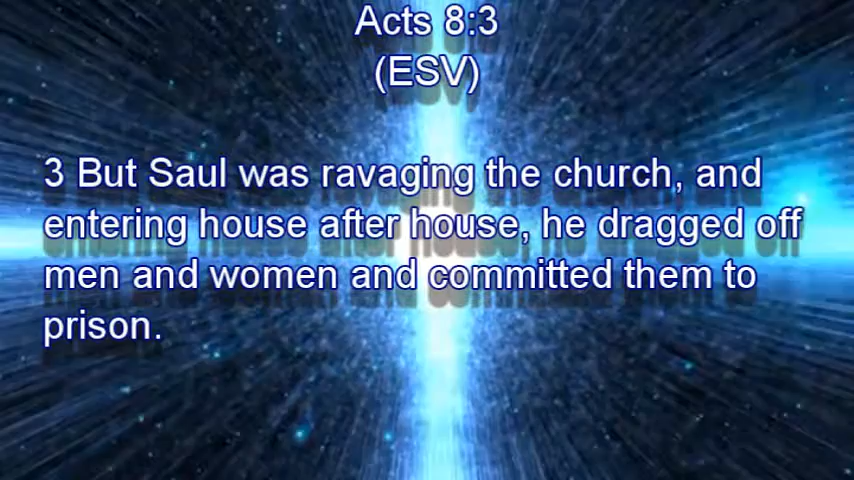 Acts 8:3
(ESV)
3 But Saul was ravaging the church, and
entering house after house, he dragged off
men and women and committed them to
prison.